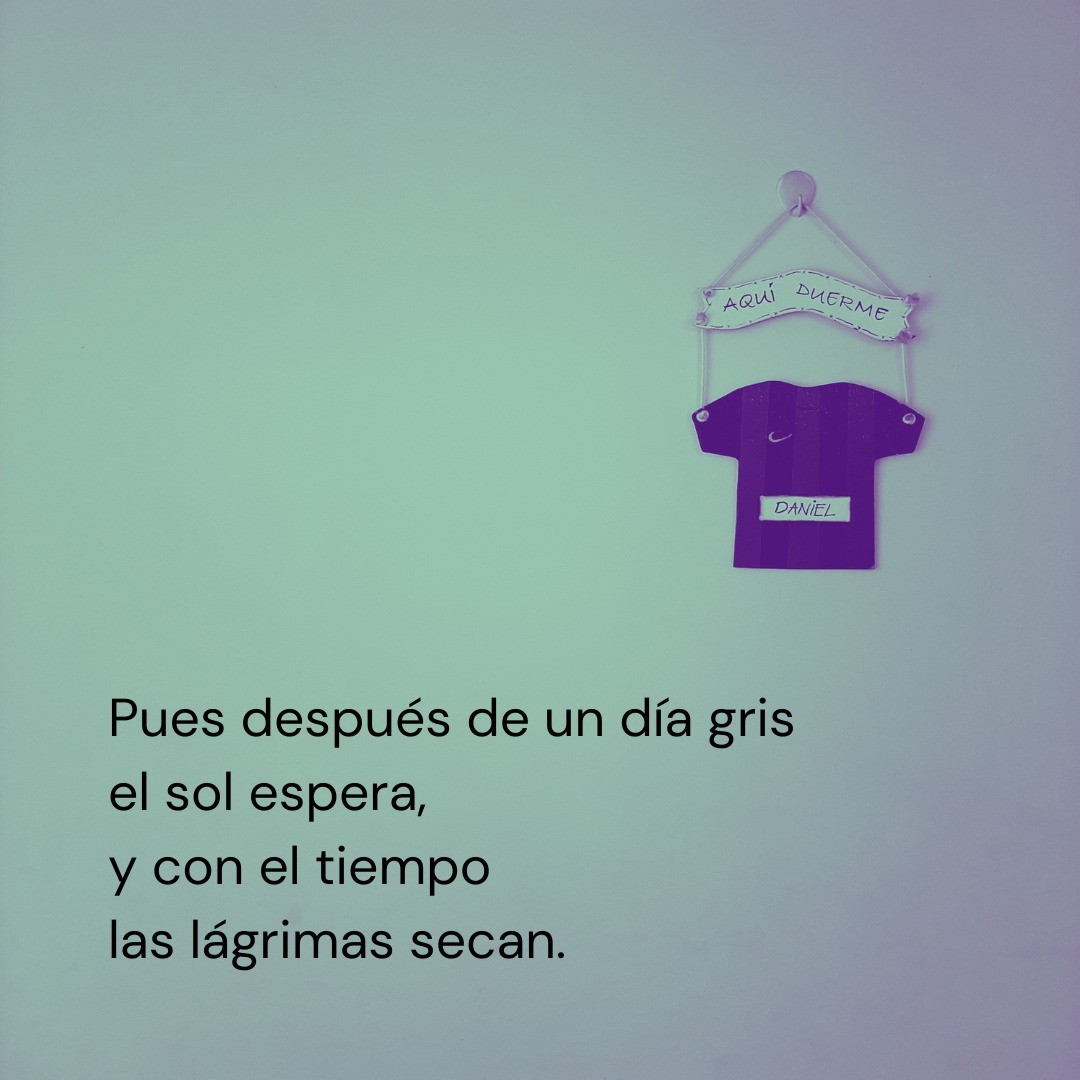 AQUÍ DUERME
DANIEL
Pues después de un día gris
el sol espera,
y con el tiempo
las lágrimas secan.